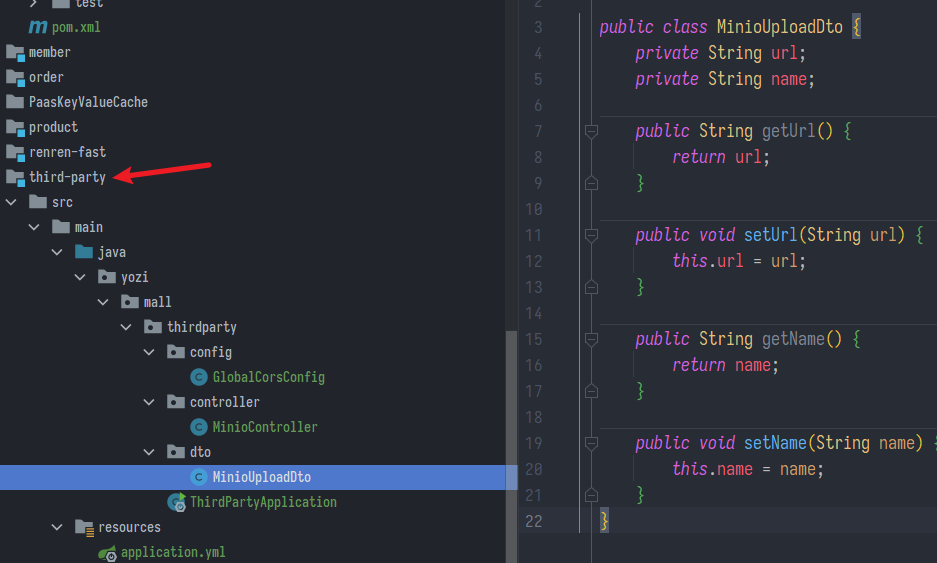 test
pom.xml
member
order
PaasKeyValueCache
product
renren-fast
third-party
src
main
java
yozi
mall
thirdparty
config
GlobalCorsConfig
controller
MinioController
dto
MinioUploadDto
ThirdPartyApplication
resources
application.yml
2
3 public class MinioUploadDto {
4 private String url;
5 private String name;
6
7 public String getUrl() {
8 return url;
9 }
10
11 public void setUrl(String url) {
12 this.url = url;
13 }
14
15 public String getName() {
16 return name;
17 }
18
19 public void setName(String name) {
20 this.name = name;
21 }
22 }